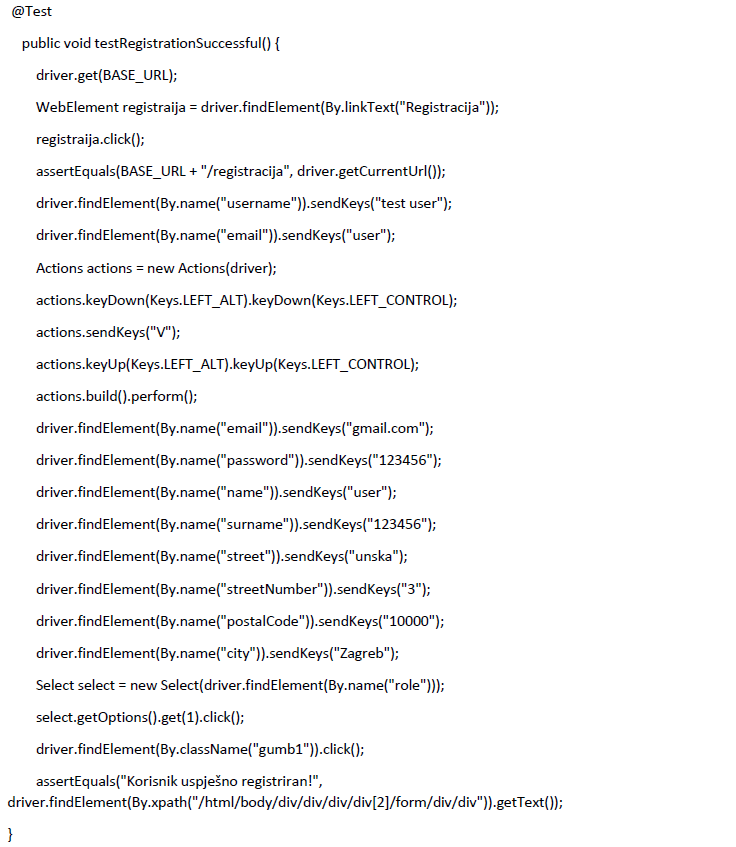 @Test
public void testRegistrationSuccessful() {
driver.get(BASE_URL);
WebElement registraija = driver.findElement(By.linkText("Registracija"));
registraija.click();
assertEquals(BASE_URL + "/registracija", driver.getCurrentUrl());
driver.findElement(By.name("username")).sendKeys("test user");
driver.findElement(By.name("email")).sendKeys("user");
Actions actions = new Actions(driver);
actions.keyDown(Keys.LEFT_ALT).keyDown(Keys.LEFT_CONTROL);
actions.sendKeys("V");
actions.keyUp(Keys.LEFT_ALT).keyUp(Keys.LEFT_CONTROL);
actions.build().perform();
driver.findElement(By.name("email")).sendKeys("gmail.com");
driver.findElement(By.name("password")).sendKeys("123456");
driver.findElement(By.name("name")).sendKeys("user");
driver.findElement(By.name("surname")).sendKeys("123456");
driver.findElement(By.name("street")).sendKeys("unska");
driver.findElement(By.name("streetNumber")).sendKeys("3");
driver.findElement(By.name("postalCode")).sendKeys("10000");
driver.findElement(By.name("city")).sendKeys("Zagreb");
Select select = new Select(driver.findElement(By.name("role")));
select.getOptions().get(1).click();
driver.findElement(By.className("gumb1")).click();
assertEquals("Korisnik uspješno registriran!",
driver.findElement(By.xpath("/html/body/div/div/div/div[2]/form/div/div")).getText());
}